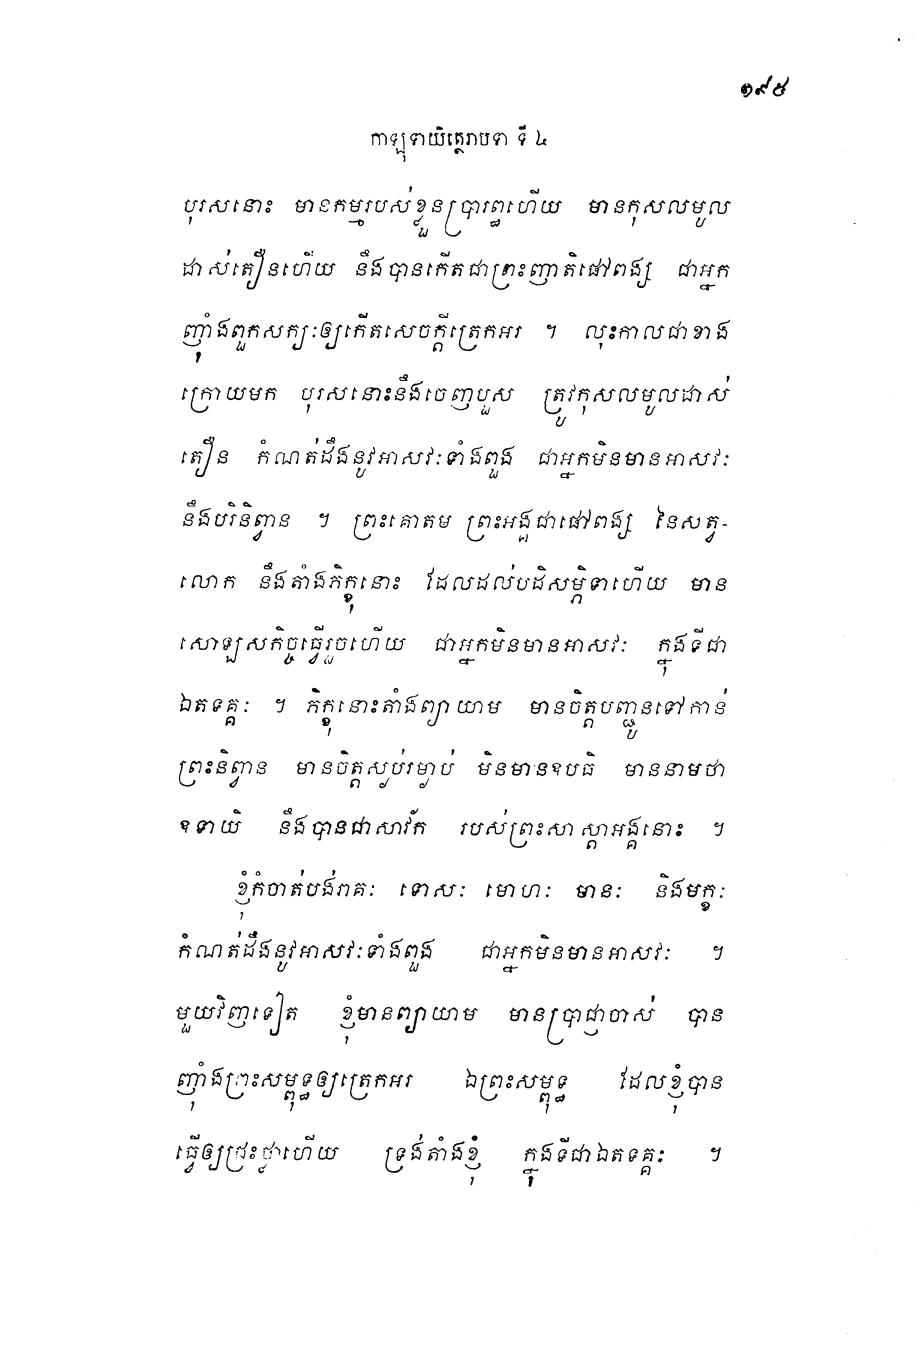 ១៩៥
កាឡុទាយិត្ថេរាបទាន ទី ៤
បុរសនោះ មានកម្មរបស់ខ្លួនប្រារព្ធហើយ មានកុសលមូល
ដាស់តឿនហើយ នឹងបានកើតជាព្រះញាតិផៅពង្ស ជាអ្នក
ញ៉ាំងពួកសក្យៈឲ្យកើតសេចក្តីត្រេកអរ ។ លុះកាលជាខាង
ក្រោយមក បុរសនោះនឹងចេញបួស ត្រូវកុសលមូលដាស់
តឿន កំណត់ដឹងនូវអាសវៈទាំងពួង ជាអ្នកមិនមានអាសវៈ
នឹងបរិនិព្វាន ។ ព្រះគោតម ព្រះអង្គជាផៅពង្ស នៃសត្វ-
លោក នឹងតាំងភិក្ខុនោះ ដែលដល់បដិសម្ភិទាហើយ មាន
សោឡសកិច្ចធ្វើរួចហើយ ជាអ្នកមិនមានអាសវៈ ក្នុងទីជា
ឯតទគ្គៈ ។ ភិក្ខុនោះតាំងព្យាយាម មានចិត្តបញ្ជូនទៅកាន់
ព្រះនិព្វាន មានចិត្តស្ងប់រម្ងាប់ មិនមានឧបធិ មាននាមថា
ឧទាយិ នឹងបានជាសាវ័ក របស់ព្រះសាស្តាអង្គនោះ ។
ខ្ញុំកំចាត់បង់រាគៈ ទោសៈ មោហៈ មានៈ និងមក្ខៈ
កំណត់ដឹងនូវអាសវៈទាំងពួង ជាអ្នកមិនមានអាសវៈ ។
មួយវិញទៀត ខ្ញុំមានព្យាយាម មានប្រាជ្ញាចាស់ បាន
ញ៉ាំងព្រះសម្ពុទ្ធឲ្យត្រេកអរ ឯព្រះសម្ពុទ្ធ ដែលខ្ញុំបាន
ធ្វើឲ្យជ្រះថ្លាហើយ ទ្រង់តាំងខ្ញុំ ក្នុងទីជាឯតទគ្គៈ ។